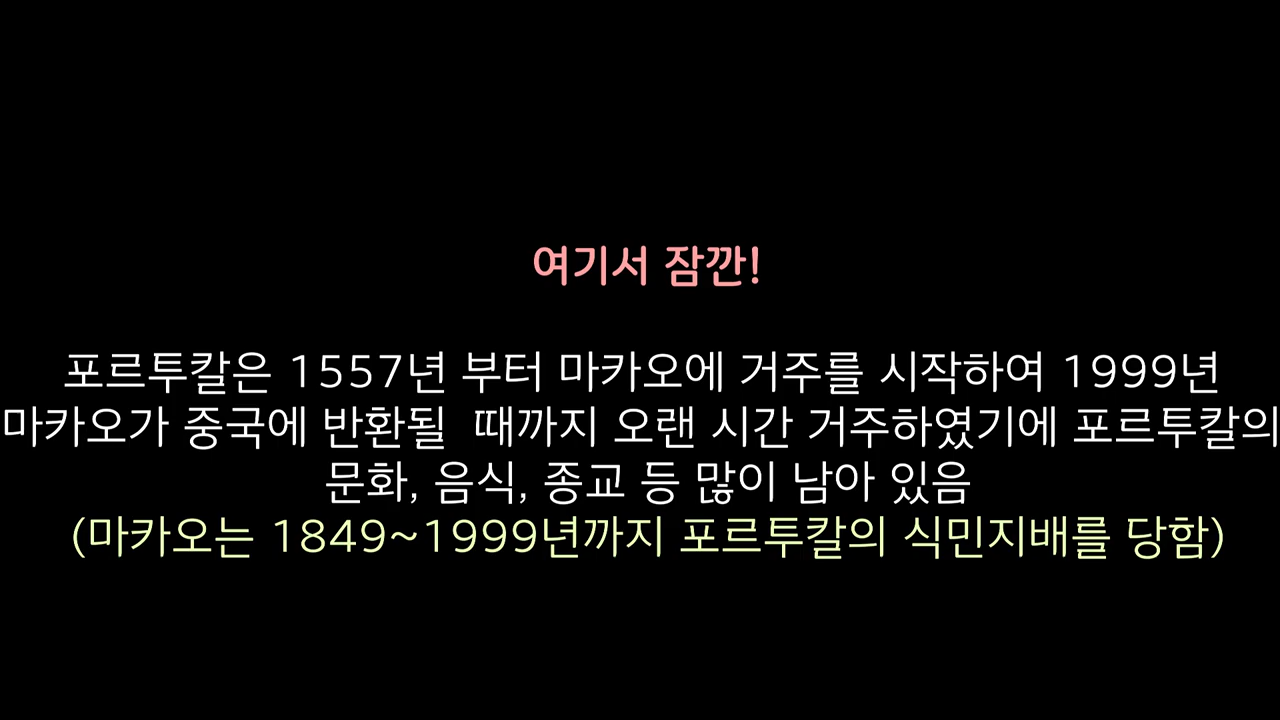 여기서 잠깐!
포르투칼은 1557년 부터 마카오에 거주를 시작하여 1999년
마카오가 중국에 반환될 때까지 오랜 시간 거주하였기에 포르투칼의
문화, 음식, 종교 등 많이 남아 있음
(마카오는 1849~1999년까지 포르투칼의 식민지배를 당함)